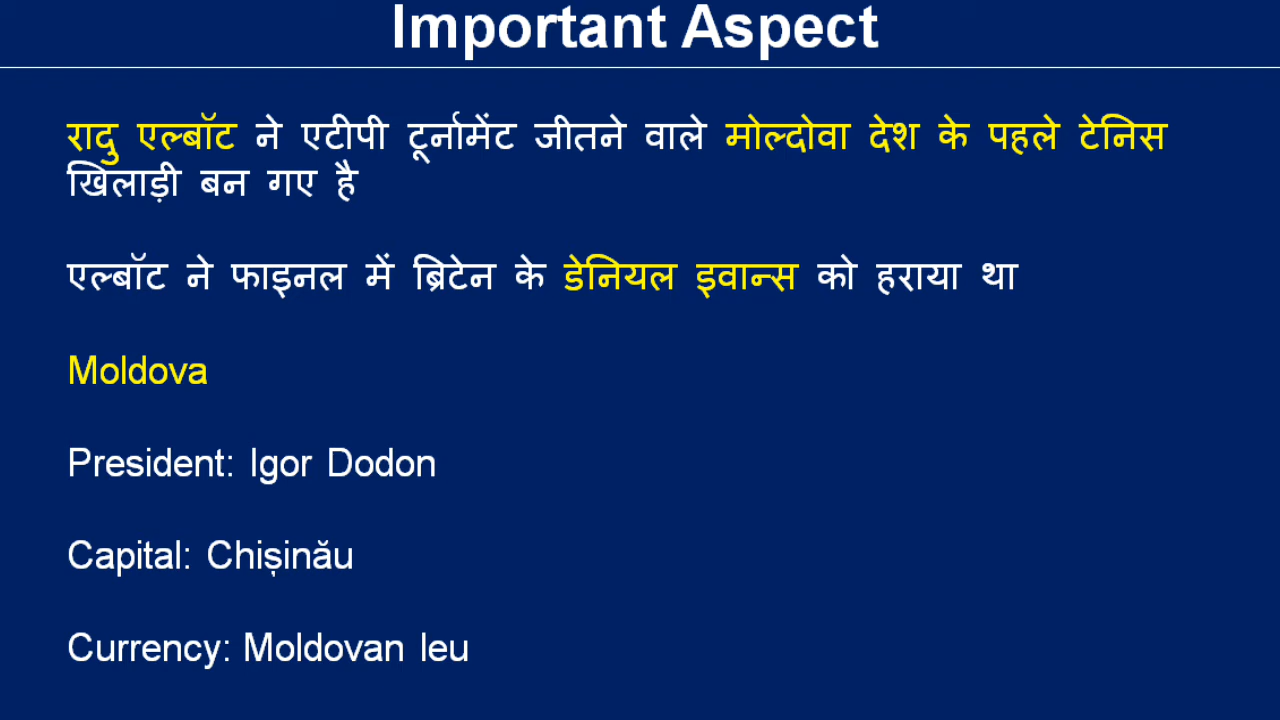 Important Aspect
रादु एल्बॉट ने एटीपी टूर्नामेंट जीतने वाले मोल्दोवा देश के पहले टेनिस
खिलाड़ी बन गए है
एल्बॉट ने फाइनल में ब्रिटेन के डेनियल इवान्स को हराया था
Moldova
President: Igor Dodon
Capital: Chișinău
Currency: Moldovan leu